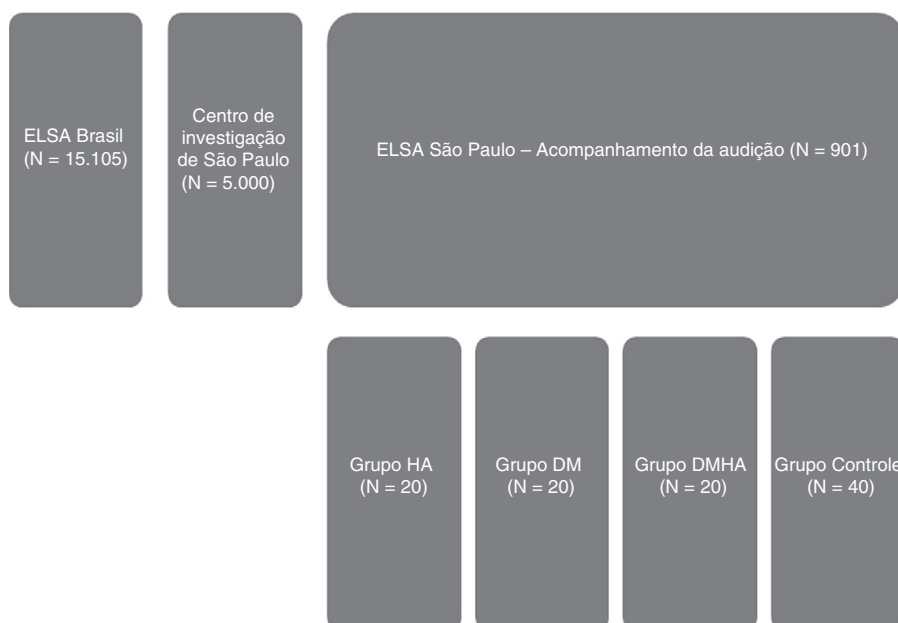 ELSA Brasil
(N = 15.105)
Centro de
investigação
de São Paulo
(N = 5.000)
ELSA São Paulo – Acompanhamento da audição (N = 901)
Grupo HA
(N = 20)
Grupo DM
(N = 20)
Grupo DMHA
(N = 20)
Grupo Controle
(N = 40)